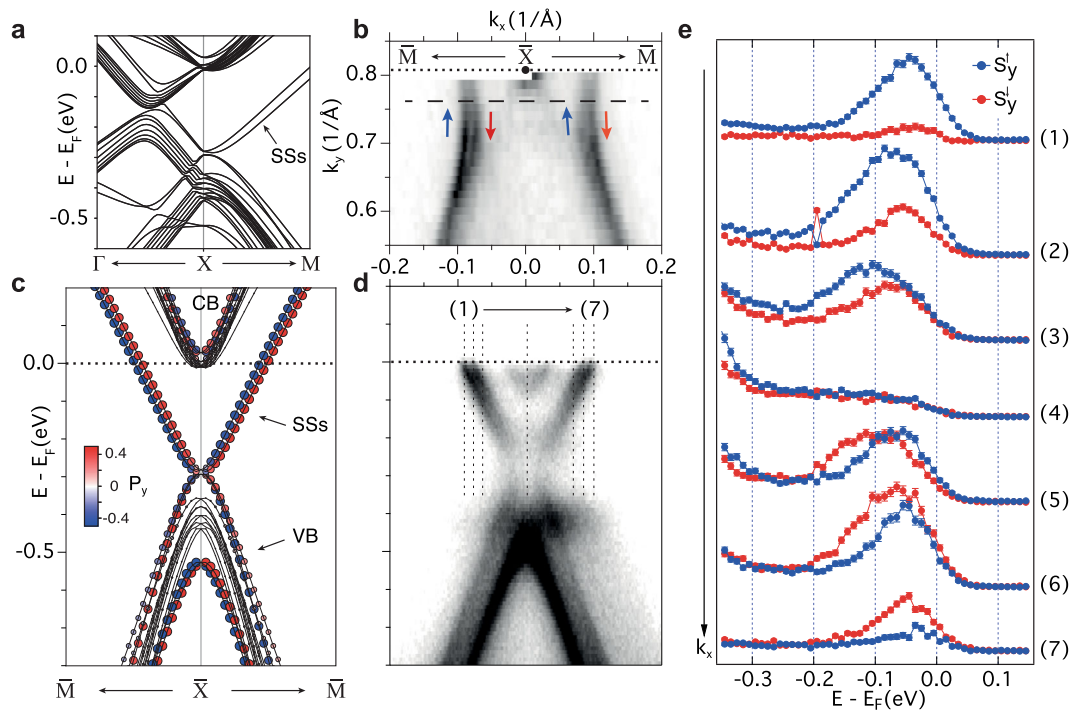 a
E - E_F(eV)
0.0
-0.5
SSs
Γ X M
b
k_x(1/Å)
M̄ X̄ M̄
k_y (1/Å)
0.8
0.7
0.6
-0.2 -0.1 0.0 0.1 0.2
c
CB
E - E_F(eV)
0.0
-0.5
SSs
0.4
0 P_y
-0.4
VB
M̄ X̄ M̄
d
(1) (7)
e
S_y^↓
S_y^↓
(1)
(2)
(3)
(4)
(5)
(6)
(7)
k_x
-0.3 -0.2 -0.1 0.0 0.1
E - E_F(eV)